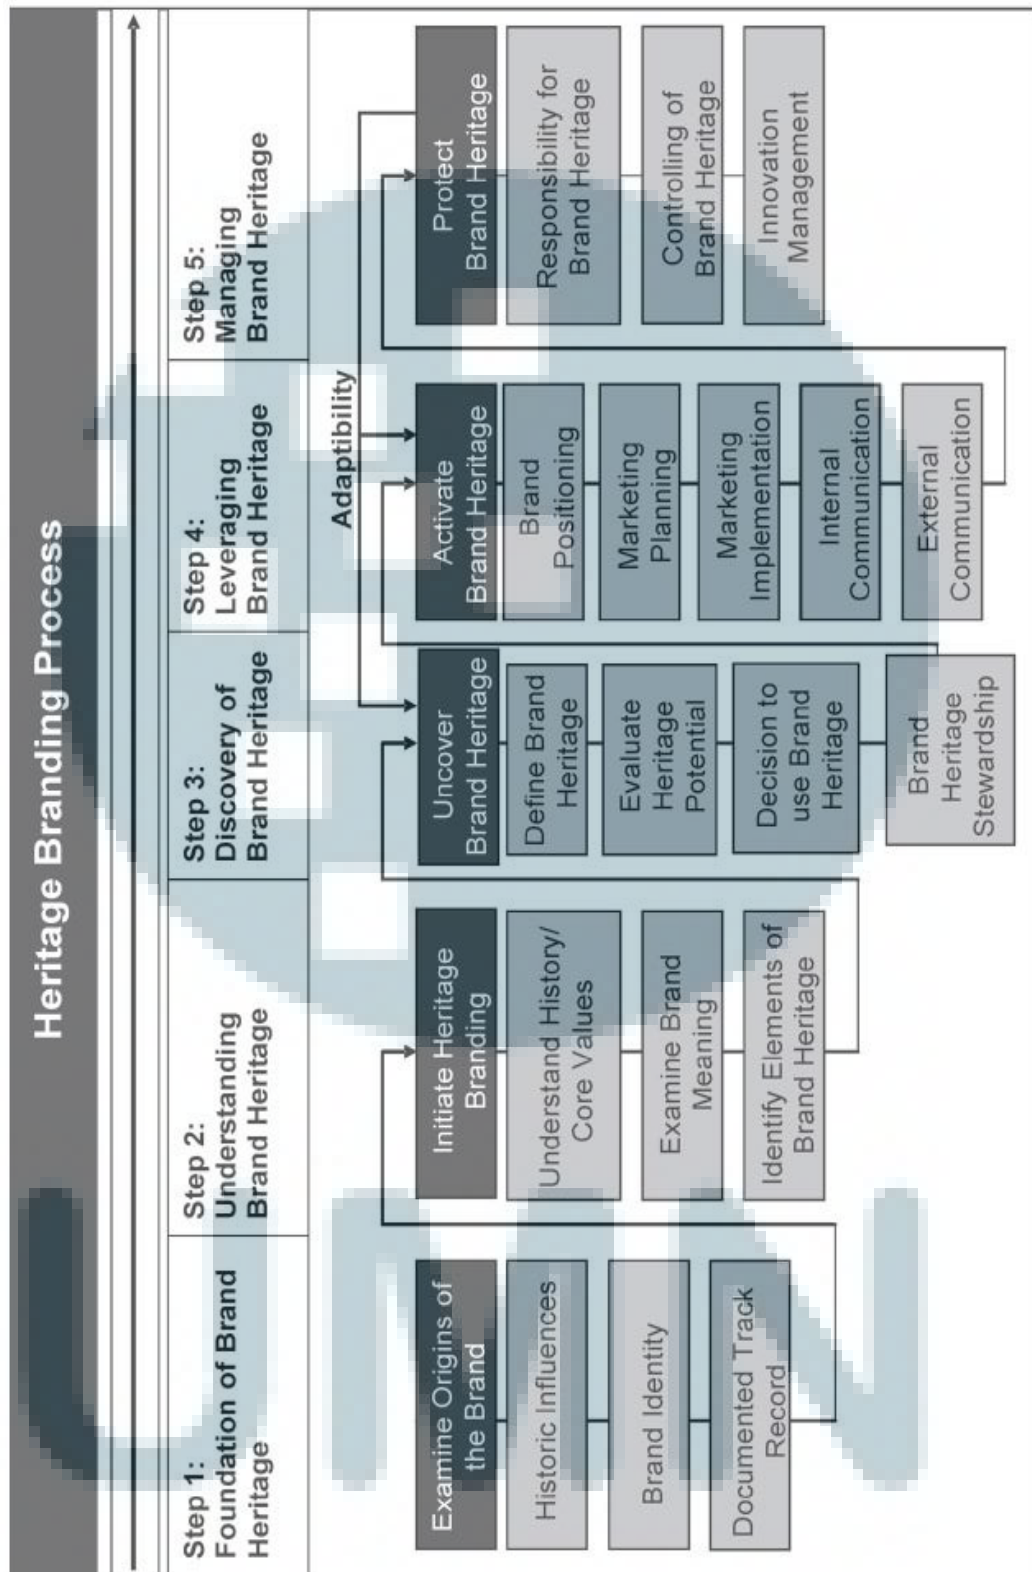 Heritage Branding Process
Step 1:
Foundation of Brand
Heritage
Step 2:
Understanding
Brand Heritage
Step 3:
Discovery of
Brand Heritage
Step 4:
Leveraging
Brand Heritage
Step 5:
Managing
Brand Heritage
Adaptibility
Examine Origins of
the Brand
Historic Influences
Brand Identity
Documented Track
Record
Initiate Heritage
Branding
Understand History/
Core Values
Examine Brand
Meaning
Identify Elements of
Brand Heritage
Uncover
Brand Heritage
Define Brand
Heritage
Evaluate
Heritage
Potential
Decision to
use Brand
Heritage
Brand
Heritage
Stewardship
Activate
Brand Heritage
Brand
Positioning
Marketing
Planning
Marketing
Implementation
Internal
Communication
External
Communication
Protect
Brand Heritage
Responsibility for
Brand Heritage
Controlling of
Brand Heritage
Innovation
Management